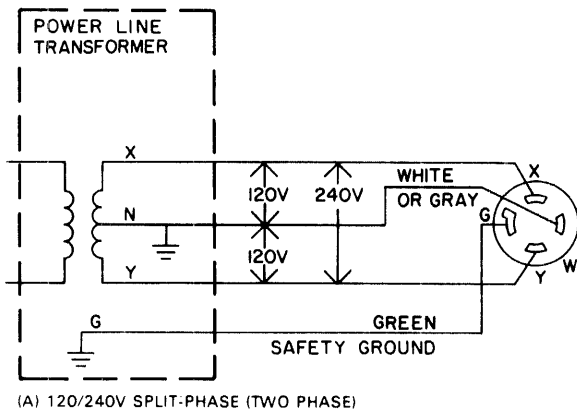 POWER LINE
TRANSFORMER
X
120V
240V
WHITE
OR GRAY
X
N
G
120V
Y
Y
W
G
GREEN
SAFETY GROUND
(A) 120/240V SPLIT-PHASE (TWO PHASE)